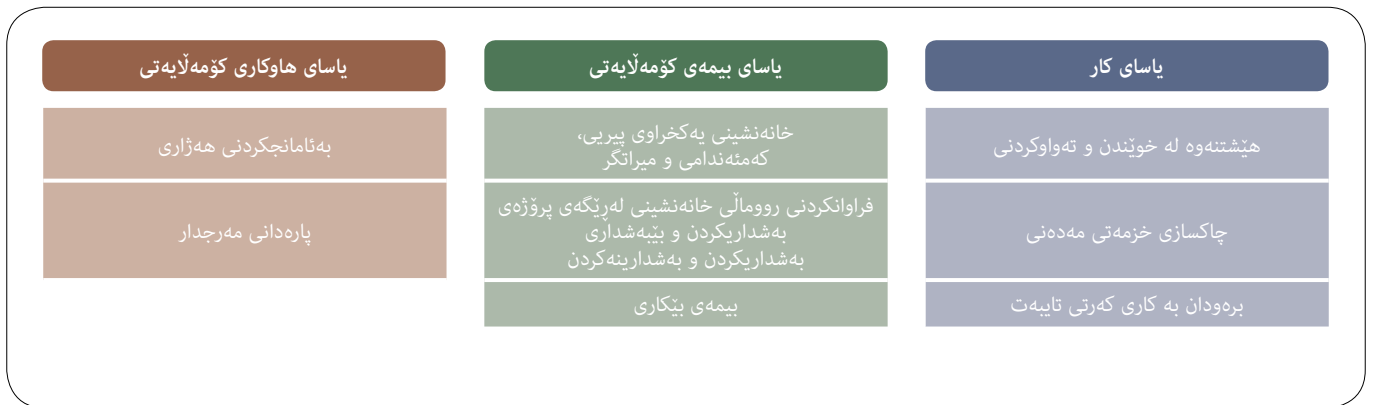 یاسای کار
هێشتنەوە لە خوێندن و تەواوکردنی
چاکسازی خزمەتی مەدەنی
برەودان بە کاری کەرتی تایبەت
یاسای بیمەی کۆمەڵایەتی
خانەنشینی یەکخراوی پیریی،
کەمئەندامی و میراتگر
فراوانکردنی روومـاڵی خانەنشینی لەڕێگەی پرۆژەی
بەشداریکردن و بێبەشداری
بەشداریکردن و بەشدارینەکردن
بیمەی بێکاری
یاسای هاوکاری کۆمەڵایەتی
بەئامانجکردنی هەژاری
پارەدانی مەرجدار